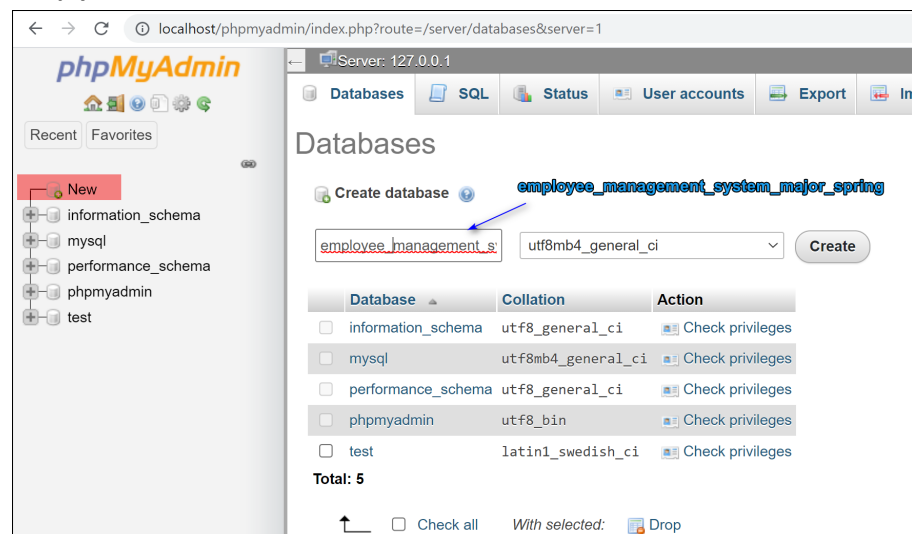 localhost/phpmyadmin/index.php?route=/server/databases&server=1
phpMyAdmin
Recent Favorites
New
information_schema
mysql
performance_schema
phpmyadmin
test
Server: 127.0.0.1
Databases SQL Status User accounts Export
Databases
Create database employee_management_system_major_spring
employee_management_s utf8mb4_general_ci Create
Database Collation Action
information_schema utf8_general_ci Check privileges
mysql utf8mb4_general_ci Check privileges
performance_schema utf8_general_ci Check privileges
phpmyadmin utf8_bin Check privileges
test latin1_swedish_ci Check privileges
Total: 5
Check all With selected: Drop